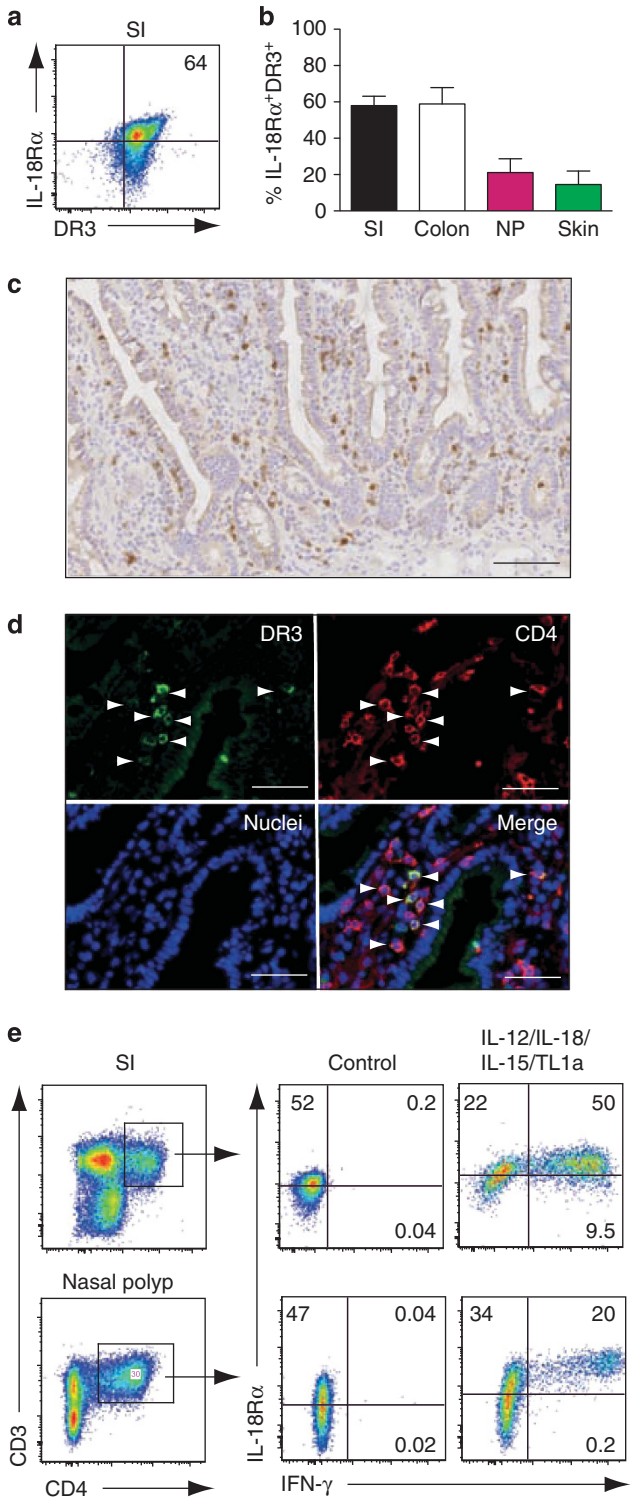 a
SI
64
IL-18Rα
DR3
b
% IL-18Rα+DR3+
100
80
60
40
20
0
SI Colon NP Skin
c
d
DR3
CD4
Nuclei
Merge
e
SI
Control
IL-12/IL-18/
IL-15/TL1a
52
0.2
0.04
22
50
9.5
Nasal polyp
30
47
0.04
0.02
34
20
0.2
CD3
CD4
IL-18Rα
IFN-γ